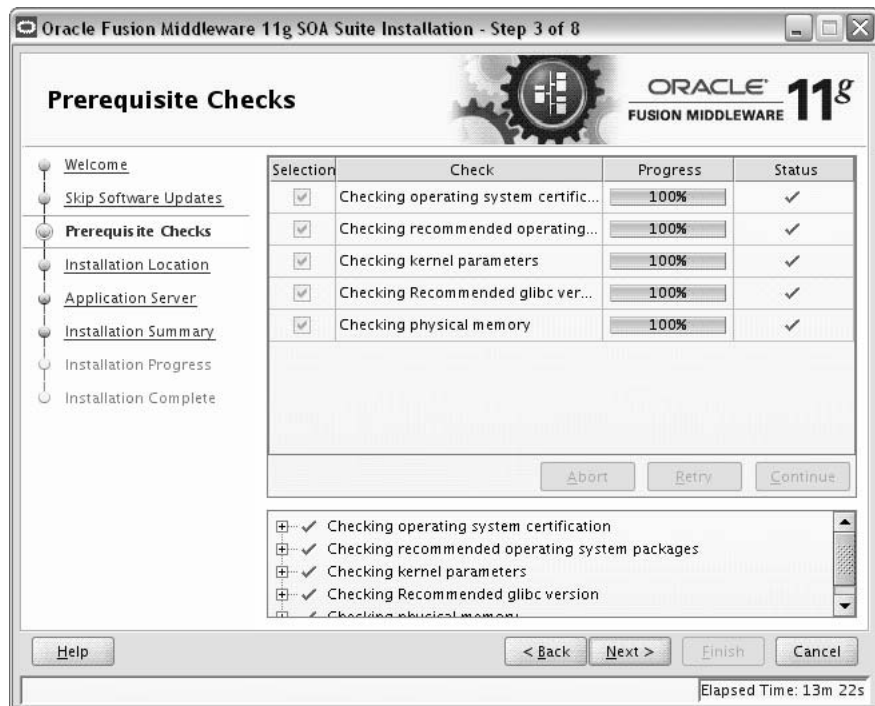 Oracle Fusion Middleware 11g SOA Suite Installation - Step 3 of 8
Prerequisite Checks
ORACLE
FUSION MIDDLEWARE 11g
Welcome
Skip Software Updates
Prerequisite Checks
Installation Location
Application Server
Installation Summary
Installation Progress
Installation Complete
Selection Check Progress Status
Checking operating system certific... 100%
Checking recommended operating... 100%
Checking kernel parameters 100%
Checking Recommended glibc ver... 100%
Checking physical memory 100%
Abort Retry Continue
Checking operating system certification
Checking recommended operating system packages
Checking kernel parameters
Checking Recommended glibc version
Checking physical memory
Help < Back Next > Finish Cancel
Elapsed Time: 13m 22s